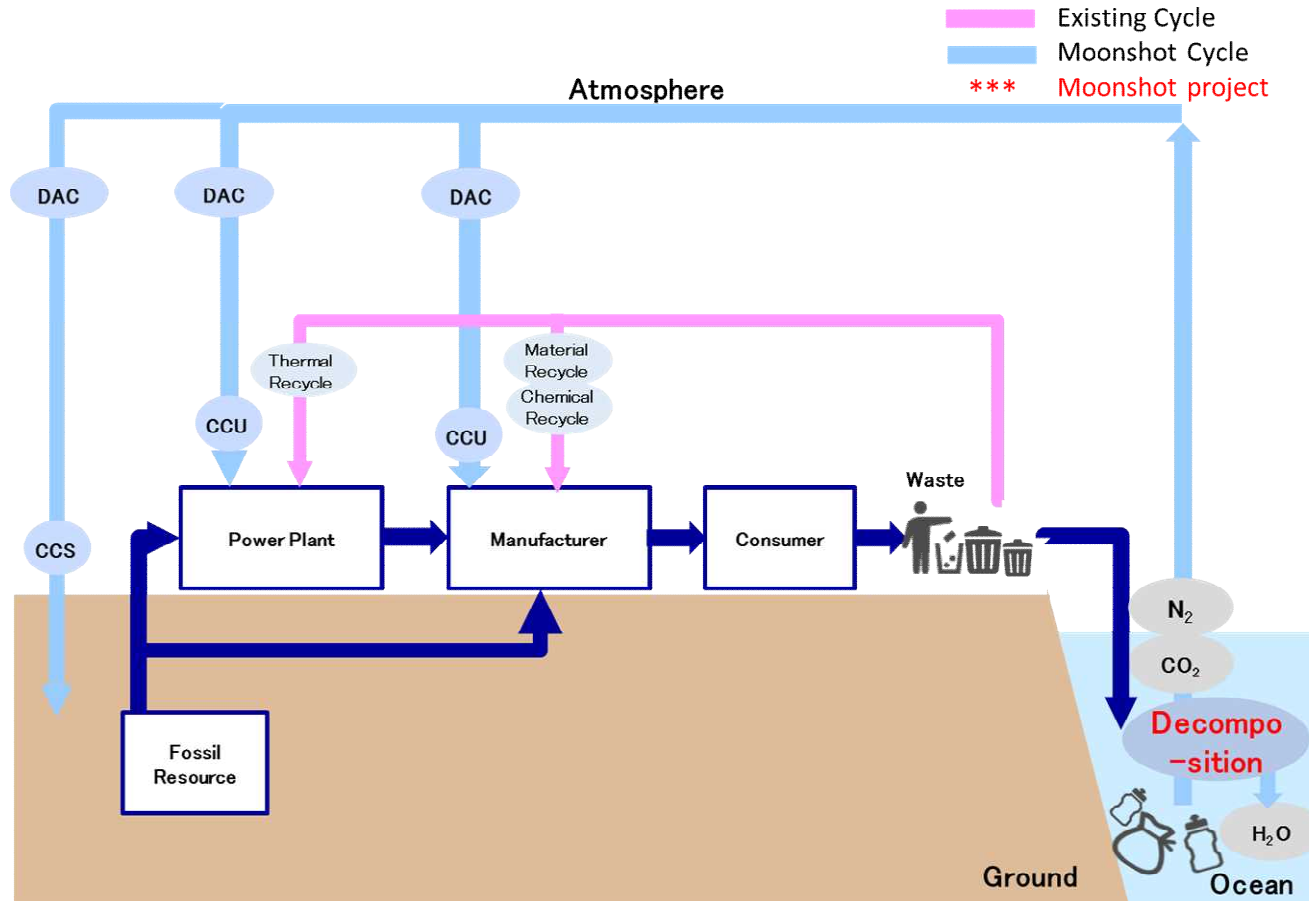 Existing Cycle
Moonshot Cycle
*** Moonshot project
Atmosphere
DAC
DAC
DAC
Thermal
Recycle
Material
Recycle
Chemical
Recycle
CCU
CCU
CCS
Power Plant
Manufacturer
Consumer
Waste
N₂
CO₂
Decompo
-sition
H₂O
Fossil
Resource
Ground
Ocean